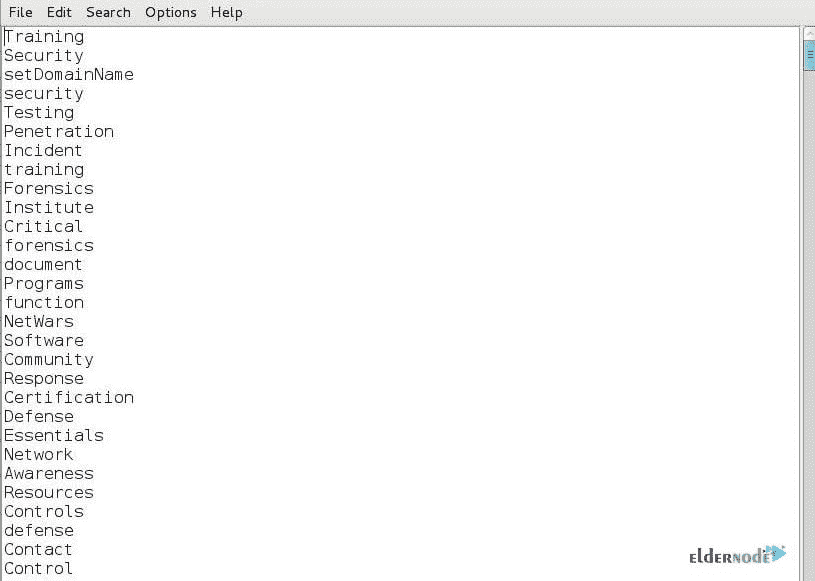 File Edit Search Options Help
Training
Security
setDomainName
security
Testing
Penetration
Incident
training
Forensics
Institute
Critical
forensics
document
Programs
function
NetWars
Software
Community
Response
Certification
Defense
Essentials
Network
Awareness
Resources
Controls
defense
Contact
Control
elderNode